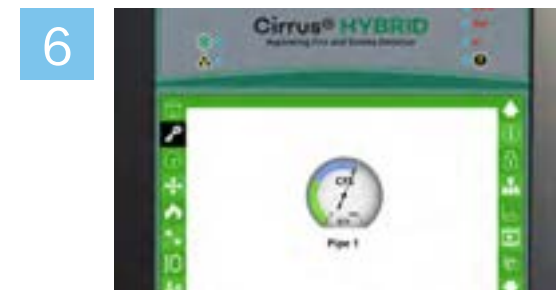 6
Cirrus® HYBRID
Aspirating Fire and Smoke Detector
Pipe 1